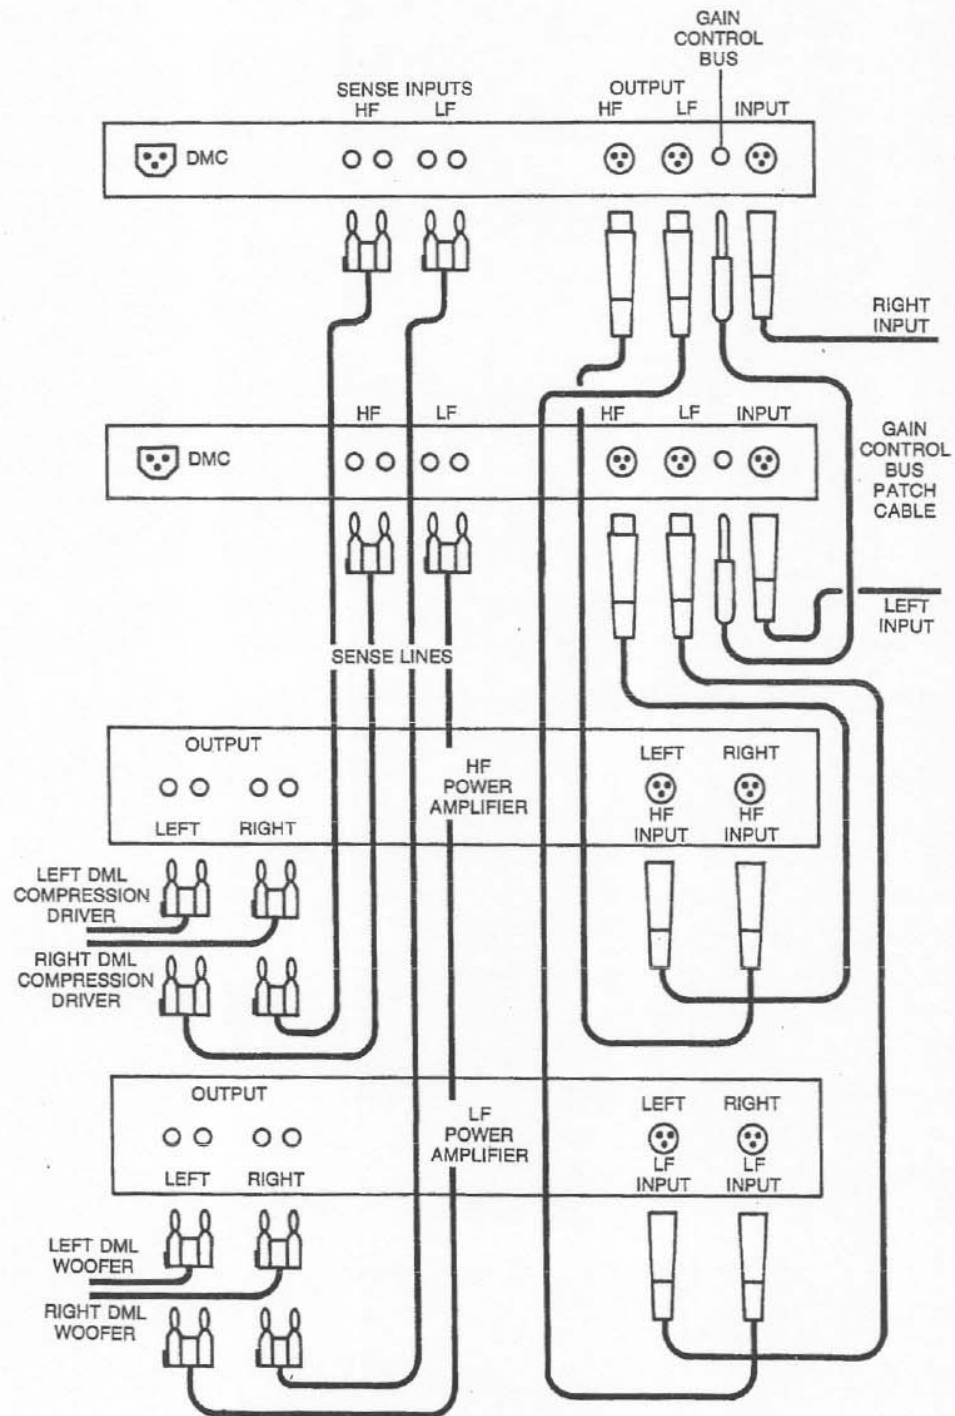 GAIN
CONTROL
BUS
SENSE INPUTS
HF LF
OUTPUT
HF LF INPUT
DMC
RIGHT
INPUT
HF LF
HF LF INPUT
DMC
GAIN
CONTROL
BUS
PATCH
CABLE
LEFT
INPUT
SENSE LINES
OUTPUT
LEFT RIGHT
HF
POWER
AMPLIFIER
LEFT RIGHT
HF HF
INPUT INPUT
LEFT DML
COMPRESSION
DRIVER
RIGHT DML
COMPRESSION
DRIVER
OUTPUT
LEFT RIGHT
LF
POWER
AMPLIFIER
LEFT RIGHT
LF LF
INPUT INPUT
LEFT DML
WOOFER
RIGHT DML
WOOFER